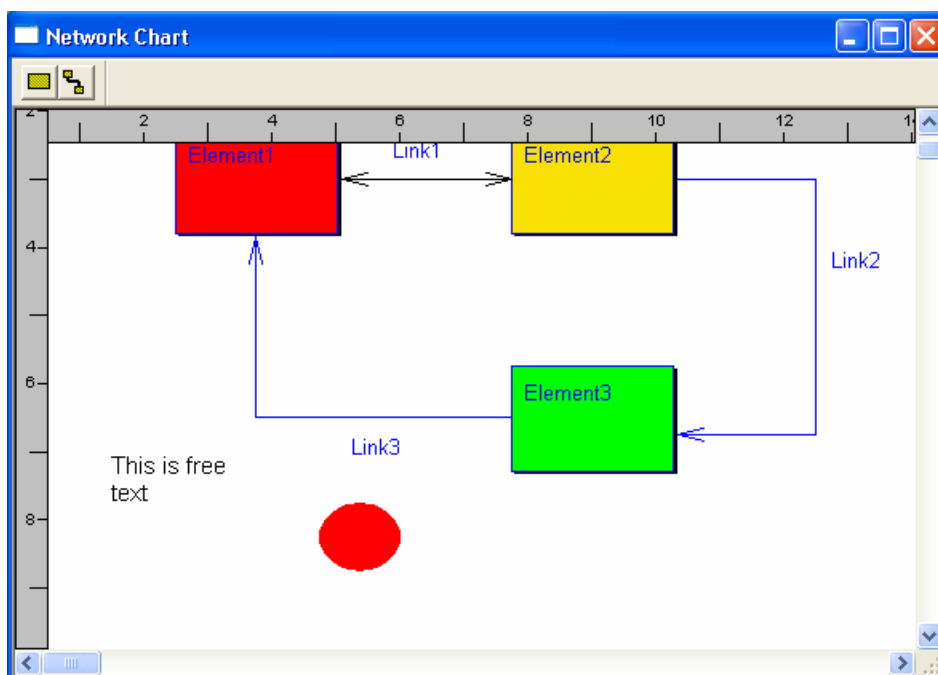 Network Chart
2 4 6 8 10 12
2
Element1
Link1
Element2
4
Link2
6
Element3
Link3
This is free
text
8